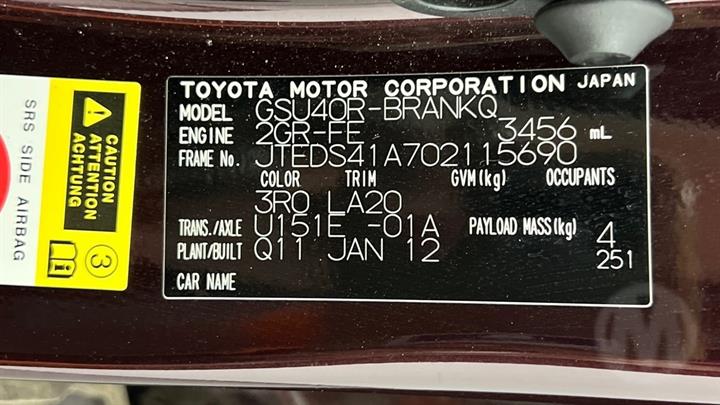 TOYOTA MOTOR CORPORATION JAPAN
MODEL GSU40R-BRANKQ
ENGINE 2GR-FE 3456 mL
FRAME No. JTEDS41A702115690
COLOR TRIM GVM(kg) OCCUPANTS
3R0 LA20
TRANS./AXLE U151E -01A PAYLOAD MASS(kg) 4
PLANT/BUILT Q11 JAN 12 251
CAR NAME
SRS SIDE AIRBAG
ATTENTION
ATTENTION
ACHTUNG
3